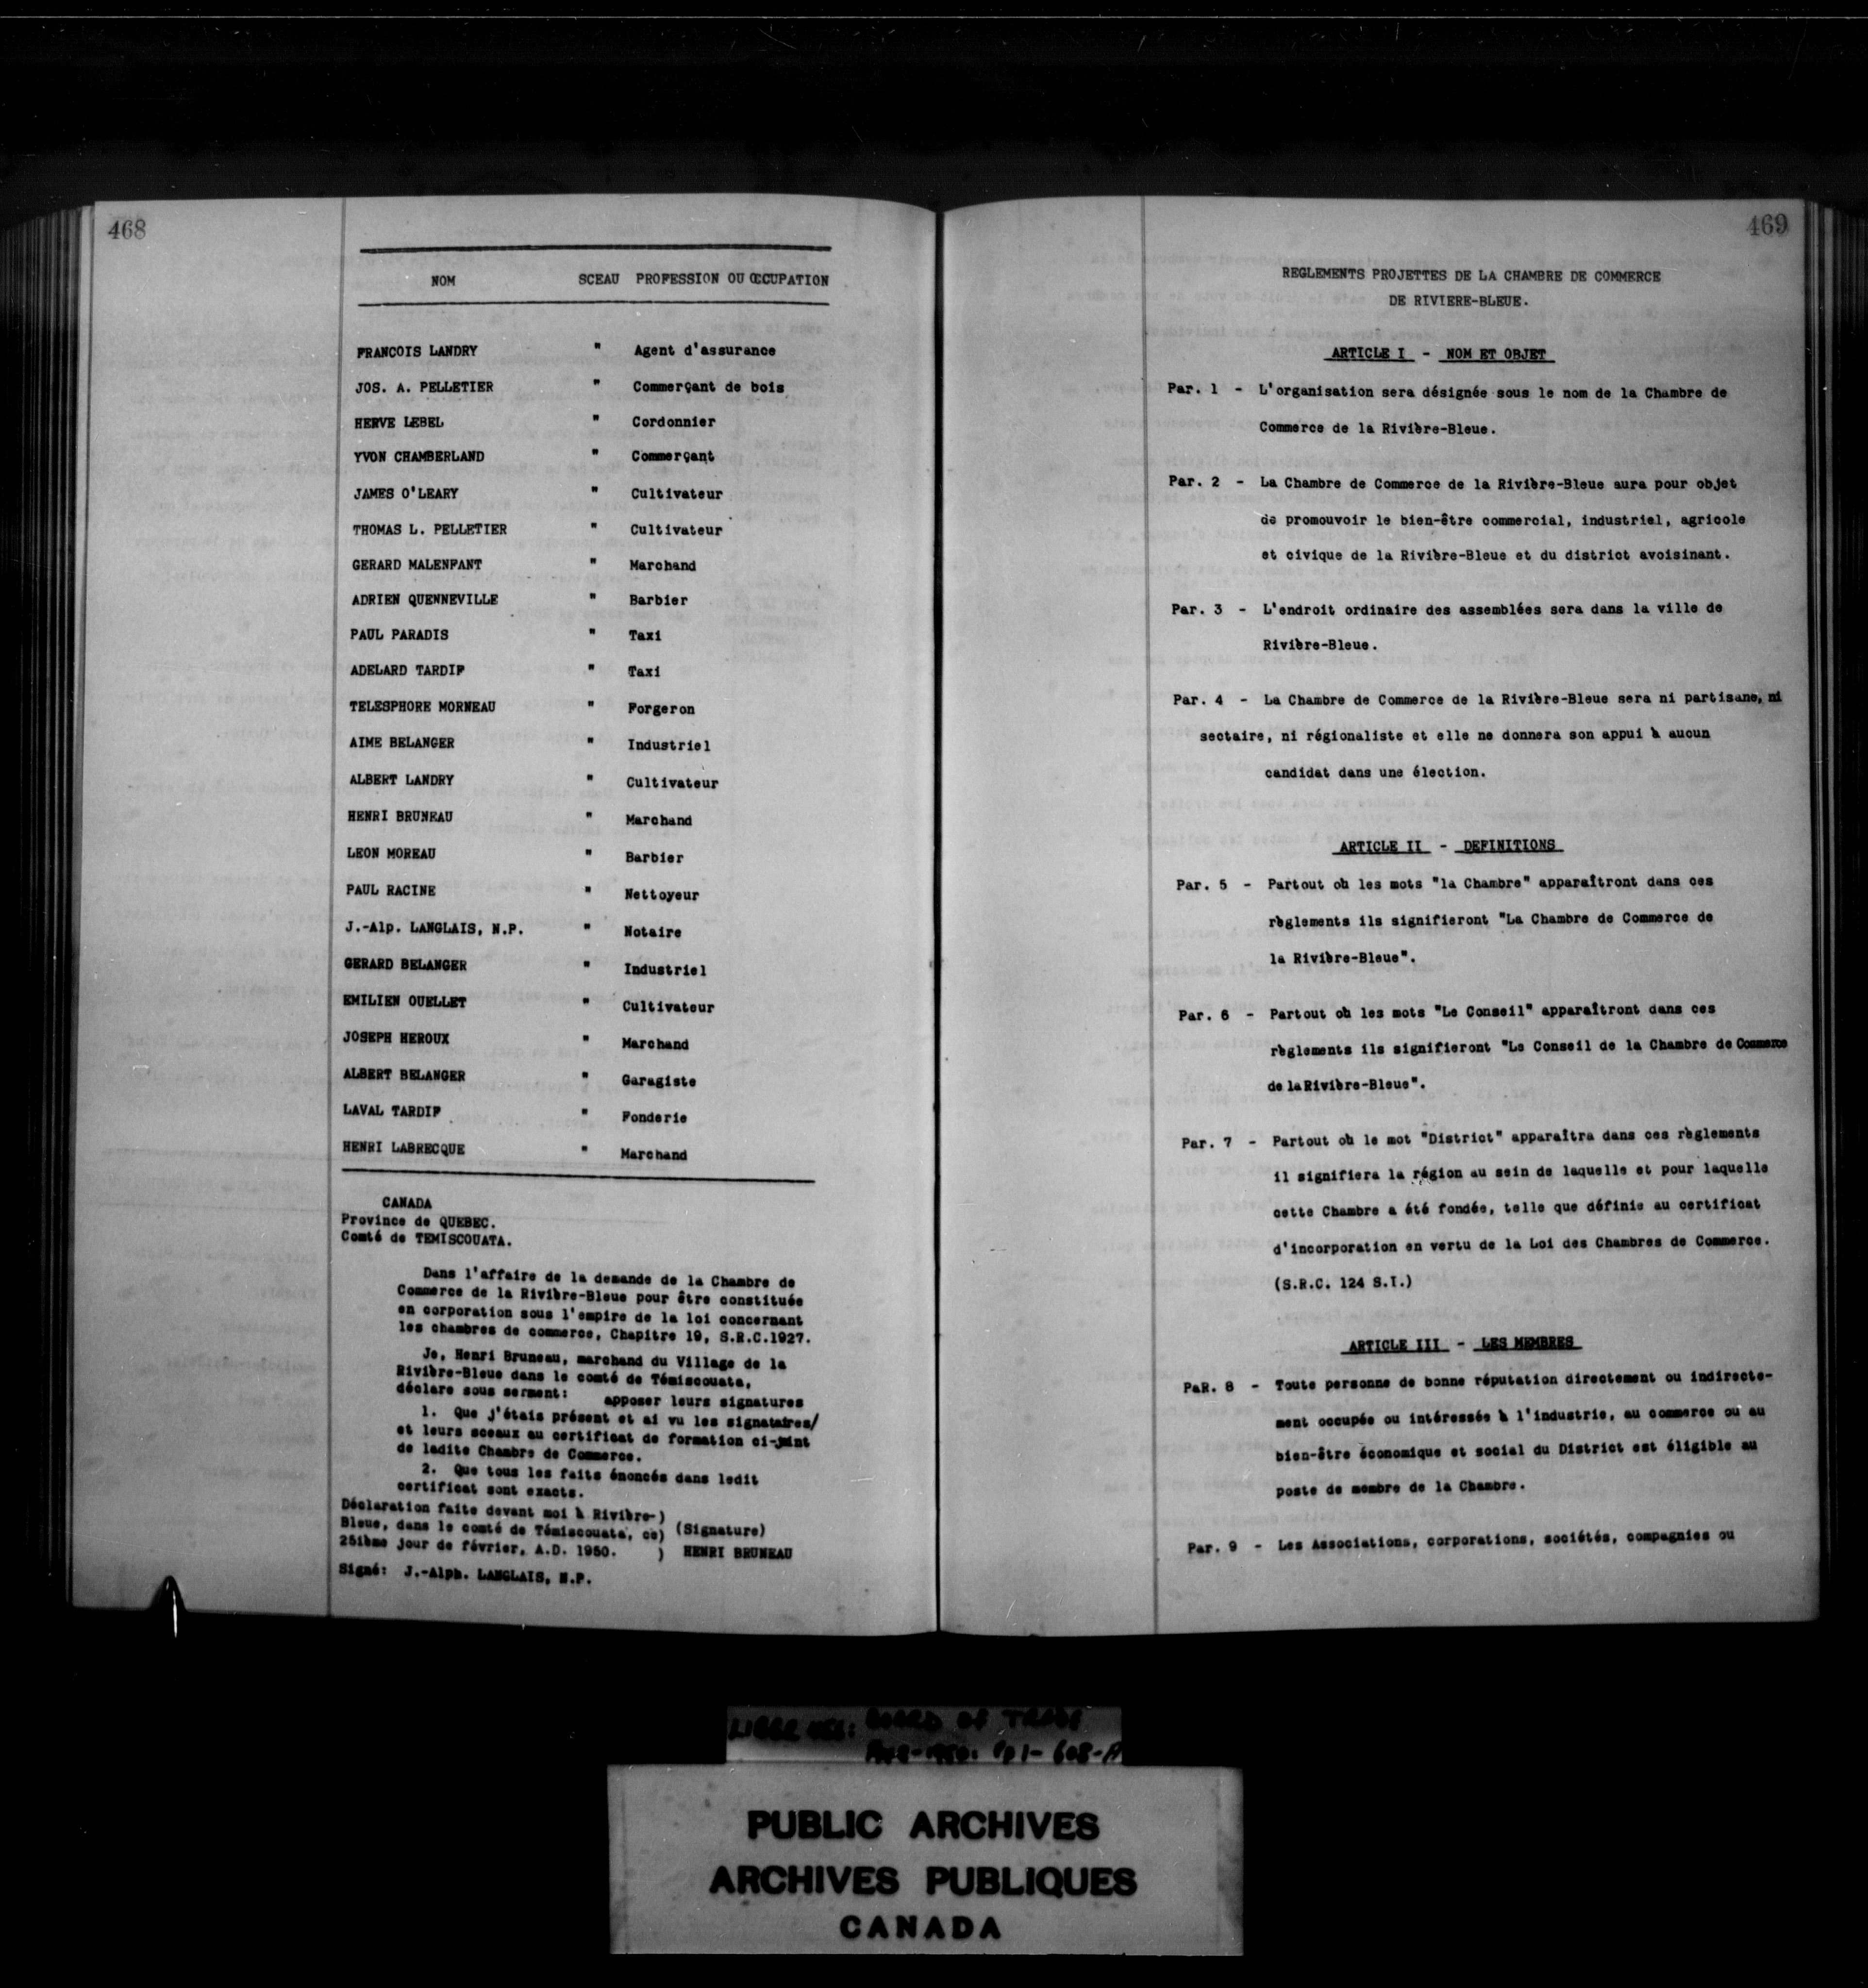 468
NOM SCEAU PROFESSION OU OCCUPATION
FRANCOIS LANDRY " Agent d'assurance
JOS. A. PELLETIER " Commerçant de bois
HERVE LEBEL " Cordonnier
YVON CHAMBERLAND " Commerçant
JAMES O'LEARY " Cultivateur
THOMAS L. PELLETIER " Cultivateur
GERARD MALENFANT " Marchand
ADRIEN QUENNEVILLE " Barbier
PAUL PARADIS " Taxi
ADELARD TARDIF " Taxi
TELESPHORE MORNEAU " Forgeron
AIME BELANGER " Industriel
ALBERT LANDRY " Cultivateur
HENRI BRUNEAU " Marchand
LEON MOREAU " Barbier
PAUL RACINE " Nettoyeur
J.-Alp. LANGLAIS, N.P. " Notaire
GERARD BELANGER " Industriel
EMILIEN OUELLET " Cultivateur
JOSEPH HEROUX " Marchand
ALBERT BELANGER " Garagiste
LAVAL TARDIF " Fonderie
HENRI LABRECQUE " Marchand
CANADA
Province de QUEBEC.
Comté de TEMISCOUATA.
Dans l'affaire de la demande de la Chambre de
Commerce de la Rivière-Bleue pour être constituée
en corporation sous l'empire de la loi concernant
les chambres de commerce, Chapitre 19, S.R.C.1927.
Je, Henri Bruneau, marchand du Village de la
Rivière-Bleue dans le comté de Témiscouata,
déclare sous serment: apposer leurs signatures
1. Que j'étais présent et ai vu les signataires/
et leurs sceaux au certificat de formation ci-joint
de ladite Chambre de Commerce.
2. Que tous les faits énoncés dans ledit
certificat sont exacts.
Déclaration faite devant moi à Rivière-)
Bleue, dans le comté de Témiscouata, ce) (Signature)
25ième jour de février, A.D. 1950. ) HENRI BRUNEAU
Signé: J.-Alph. LANGLAIS, N.P.
469
REGLEMENTS PROJETTES DE LA CHAMBRE DE COMMERCE
DE RIVIERE-BLEUE.
ARTICLE I - NOM ET OBJET
Par. 1 - L'organisation sera désignée sous le nom de la Chambre de
Commerce de la Rivière-Bleue.
Par. 2 - La Chambre de Commerce de la Rivière-Bleue aura pour objet
de promouvoir le bien-être commercial, industriel, agricole
et civique de la Rivière-Bleue et du district avoisinant.
Par. 3 - L'endroit ordinaire des assemblées sera dans la ville de
Rivière-Bleue.
Par. 4 - La Chambre de Commerce de la Rivière-Bleue sera ni partisane, ni
sectaire, ni régionaliste et elle ne donnera son appui à aucun
candidat dans une élection.
ARTICLE II - DEFINITIONS
Par. 5 - Partout où les mots "la Chambre" apparaîtront dans ces
règlements ils signifieront "La Chambre de Commerce de
la Rivière-Bleue".
Par. 6 - Partout où les mots "Le Conseil" apparaîtront dans ces
règlements ils signifieront "Le Conseil de la Chambre de Commerce
de la Rivière-Bleue".
Par. 7 - Partout où le mot "District" apparaîtra dans ces règlements
il signifiera la région au sein de laquelle et pour laquelle
cette Chambre a été fondée, telle que définie au certificat
d'incorporation en vertu de la Loi des Chambres de Commerce.
(S.R.C. 124 S.I.)
ARTICLE III - LES MEMBRES
PaR. 8 - Toute personne de bonne réputation directement ou indirecte-
ment occupée ou intéressée à l'industrie, au commerce ou au
bien-être économique et social du District est éligible au
poste de membre de la Chambre.
Par. 9 - Les Associations, corporations, sociétés, compagnies ou
BOARD OF TRADE
PUBLIC ARCHIVES
ARCHIVES PUBLIQUES
CANADA